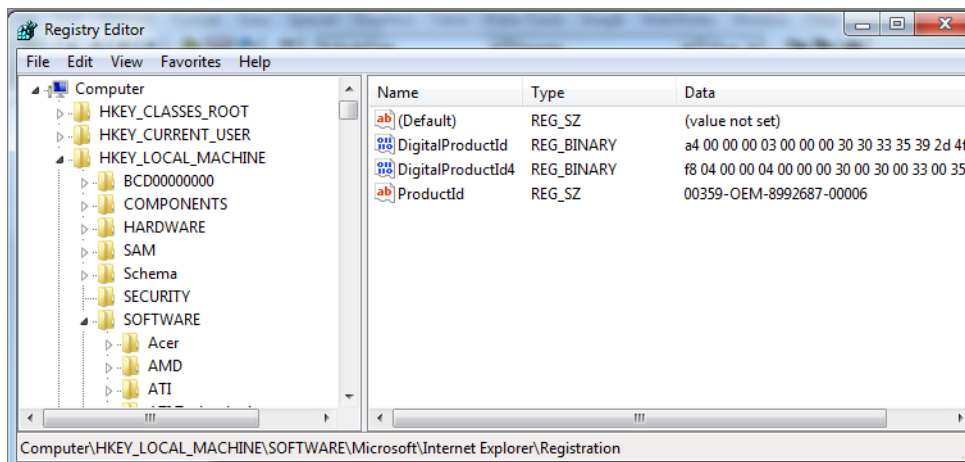 Registry Editor
File Edit View Favorites Help
Computer
HKEY_CLASSES_ROOT
HKEY_CURRENT_USER
HKEY_LOCAL_MACHINE
BCD00000000
COMPONENTS
HARDWARE
SAM
Schema
SECURITY
SOFTWARE
Acer
AMD
ATI
Name Type Data
(Default) REG_SZ (value not set)
DigitalProductId REG_BINARY a4 00 00 00 03 00 00 00 30 30 33 35 39 2d 4f
DigitalProductId4 REG_BINARY f8 04 00 00 04 00 00 00 30 00 30 00 33 00 35
ProductId REG_SZ 00359-OEM-8992687-00006
Computer\HKEY_LOCAL_MACHINE\SOFTWARE\Microsoft\Internet Explorer\Registration